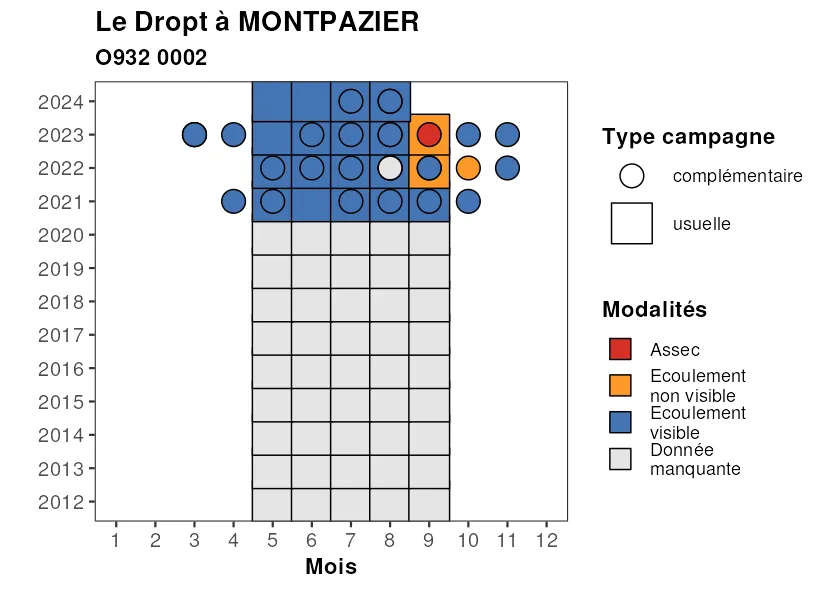 Le Dropt à MONTPAZIER
O932 0002
2024
2023
2022
2021
2020
2019
2018
2017
2016
2015
2014
2013
2012
1 2 3 4 5 6 7 8 9 10 11 12
Mois
Type campagne
complémentaire
usuelle
Modalités
Assec
Ecoulement
non visible
Ecoulement
visible
Donnée
manquante